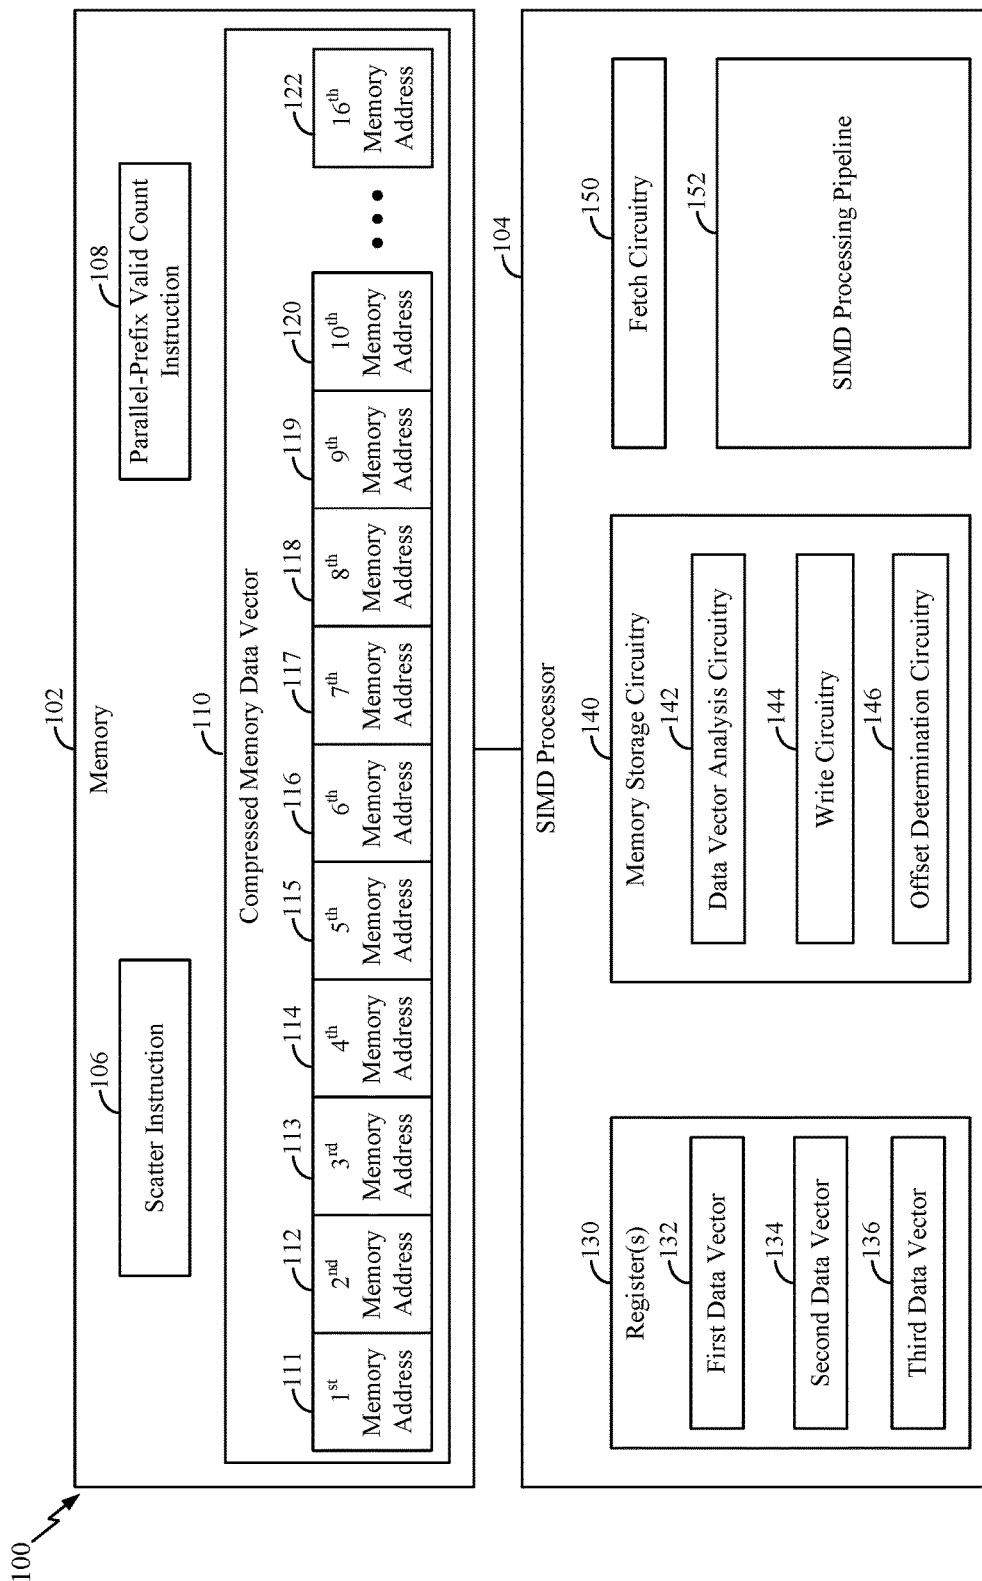 100
102
Memory
106
Scatter Instruction
108
Parallel-Prefix Valid Count
Instruction
110
Compressed Memory Data Vector
111
1st
Memory
Address
112
2nd
Memory
Address
113
3rd
Memory
Address
114
4th
Memory
Address
115
5th
Memory
Address
116
6th
Memory
Address
117
7th
Memory
Address
118
8th
Memory
Address
119
9th
Memory
Address
120
10th
Memory
Address
•••
122
16th
Memory
Address
104
SIMD Processor
130
Register(s)
132
First Data Vector
134
Second Data Vector
136
Third Data Vector
140
Memory Storage Circuitry
142
Data Vector Analysis Circuitry
144
Write Circuitry
146
Offset Determination Circuitry
150
Fetch Circuitry
152
SIMD Processing Pipeline